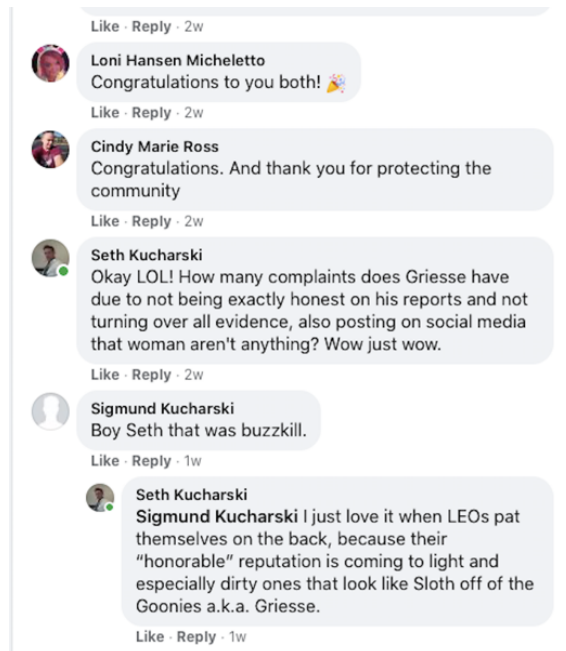 Like · Reply · 2w
Loni Hansen Micheletto
Congratulations to you both! 🎉
Like · Reply · 2w
Cindy Marie Ross
Congratulations. And thank you for protecting the
community
Like · Reply · 2w
Seth Kucharski
Okay LOL! How many complaints does Griesse have
due to not being exactly honest on his reports and not
turning over all evidence, also posting on social media
that woman aren't anything? Wow just wow.
Like · Reply · 2w
Sigmund Kucharski
Boy Seth that was buzzkill.
Like · Reply · 1w
Seth Kucharski
Sigmund Kucharski I just love it when LEOs pat
themselves on the back, because their
“honorable” reputation is coming to light and
especially dirty ones that look like Sloth off of the
Goonies a.k.a. Griesse.
Like · Reply · 1w